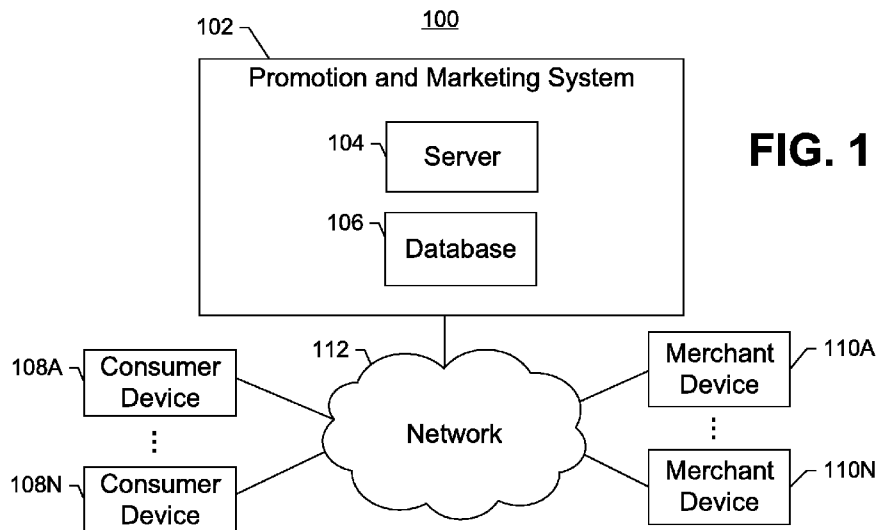 100
102
Promotion and Marketing System
104
Server
FIG. 1
106
Database
108A
Consumer
Device
112
Merchant
Device
110A
Network
108N
Consumer
Device
Merchant
Device
110N